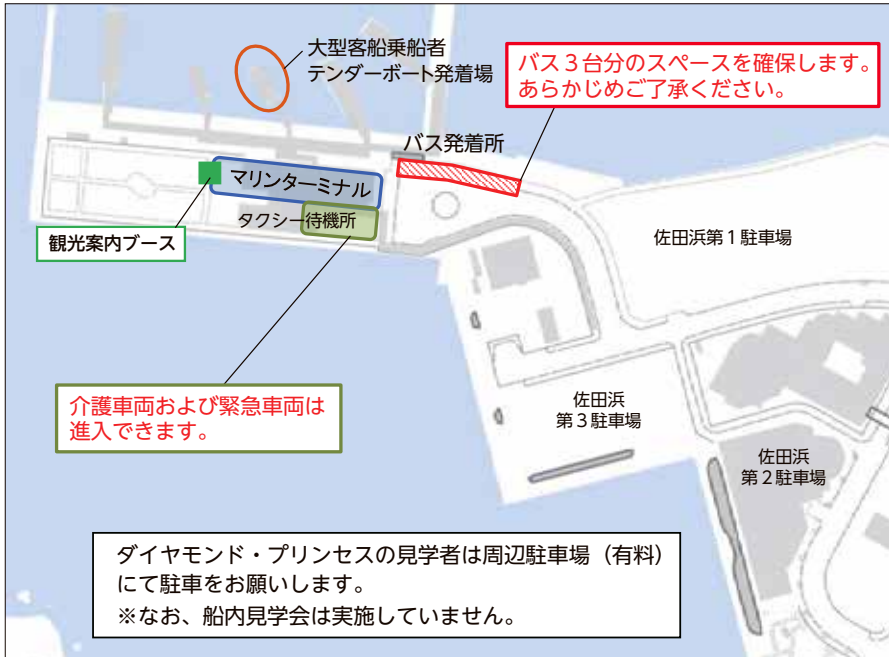 大型客船乗船者
テンダーボート発着場
バス３台分のスペースを確保します。
あらかじめご了承ください。
バス発着所
マリンターミナル
タクシー待機所
観光案内ブース
佐田浜第１駐車場
介護車両および緊急車両は
進入できます。
佐田浜
第３駐車場
佐田浜
第２駐車場
ダイヤモンド・プリンセスの見学者は周辺駐車場（有料）
にて駐車をお願いします。
※なお、船内見学会は実施していません。